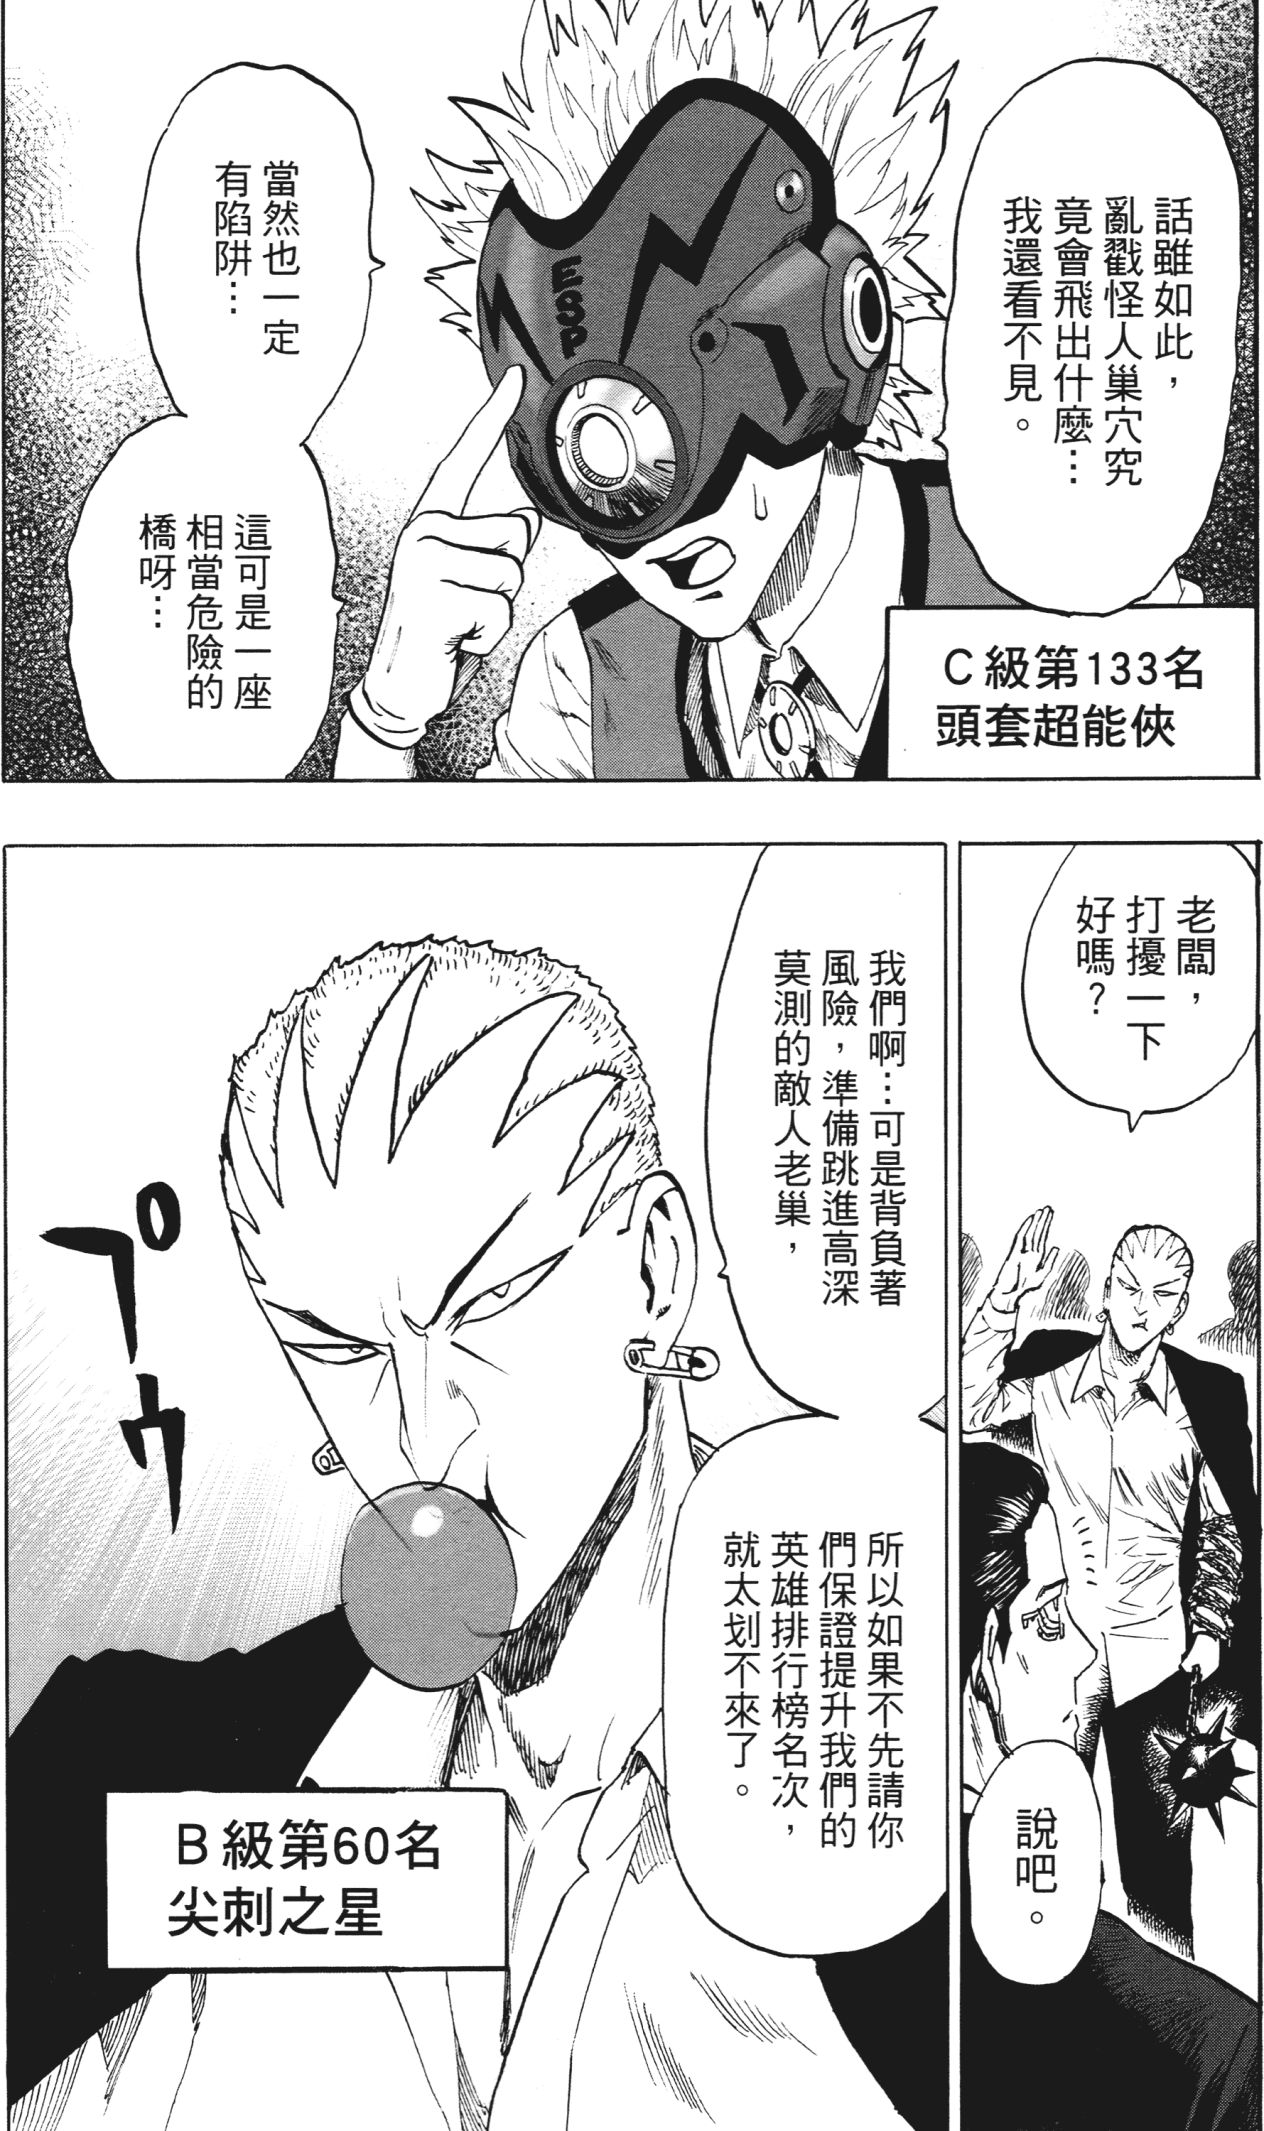 話雖如此，
亂戳怪人巢穴究
竟會飛出什麼…
我還看不見。
ESP
當然也一定
有陷阱…
這可是一座
相當危險的
橋呀…
C級第133名
頭套超能俠
老闆，
打擾一下
好嗎？
說吧。
我們啊…可是背負著
風險，準備跳進高深
莫測的敵人老巢，
所以如果不先請你
們保證提升我們的
英雄排行榜名次，
就太划不來了。
プゥ
B級第60名
尖刺之星